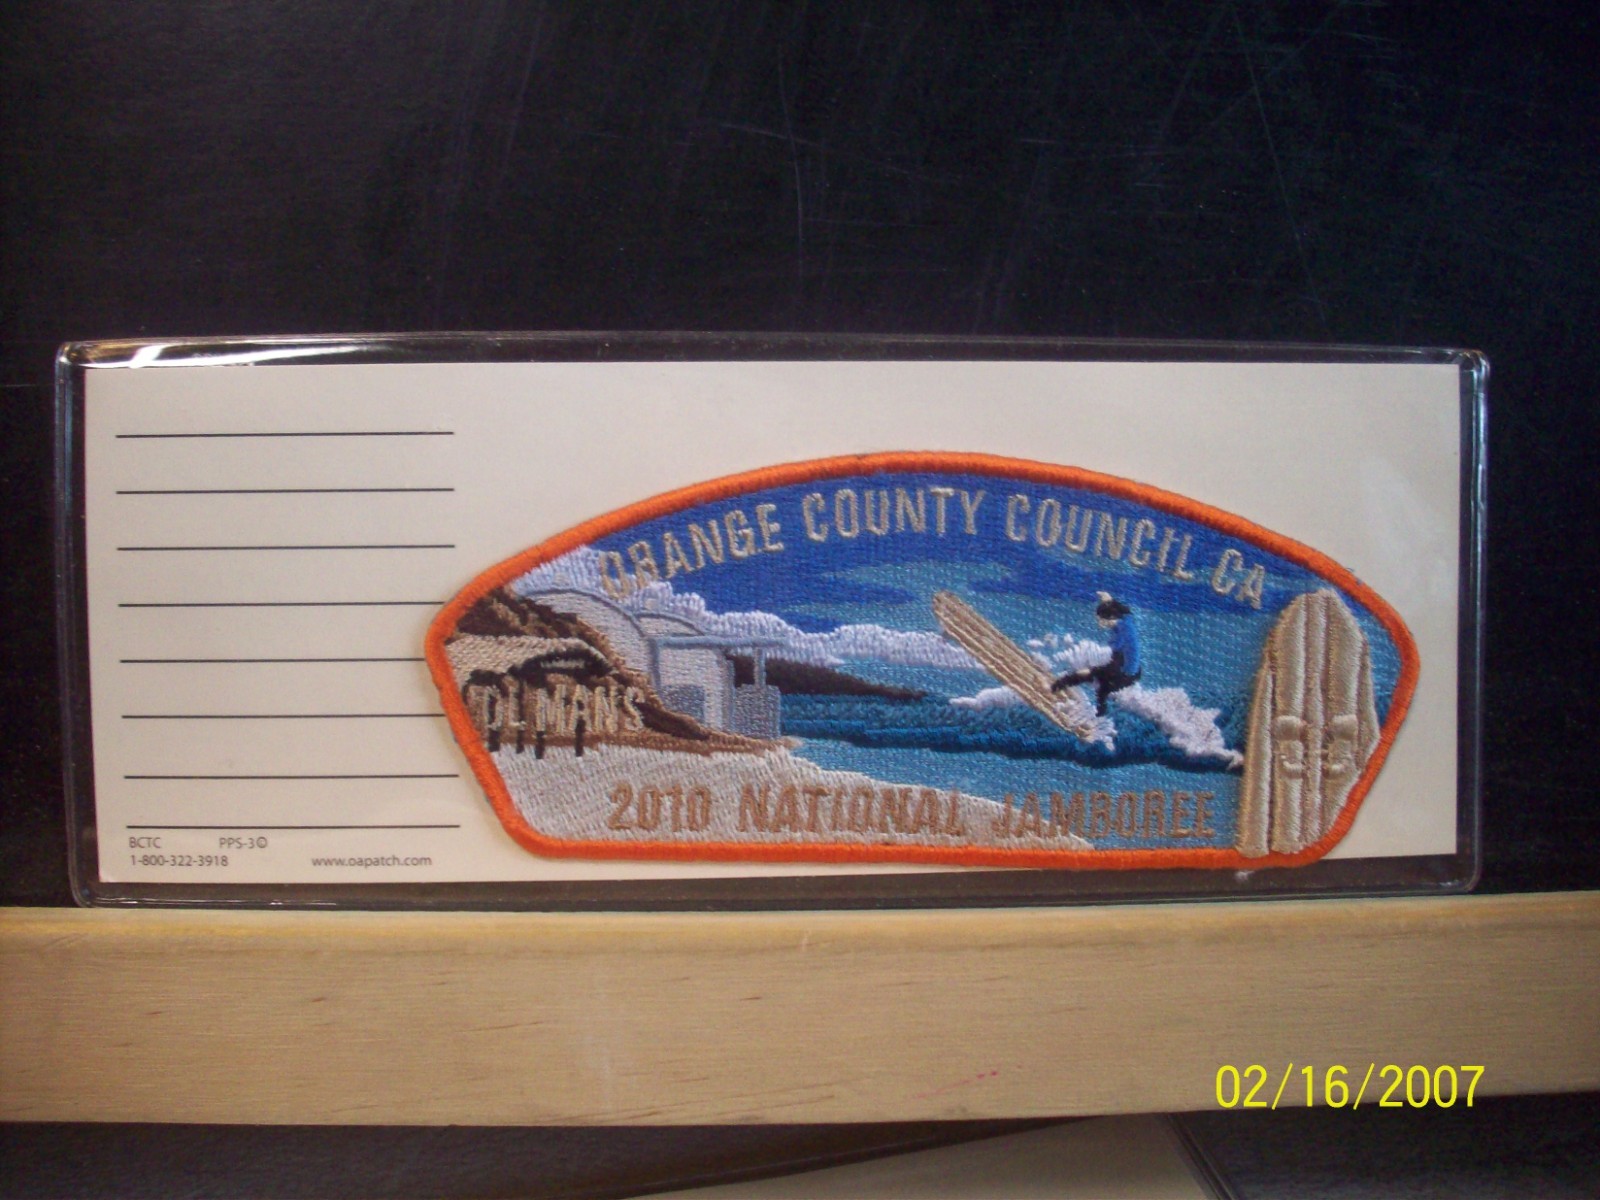 ORANGE COUNTY COUNCIL CA
OL MANS
2010 NATIONAL JAMBOREE
BCTC PPS-3©
1-800-322-3918 www.oapatch.com
02/16/2007